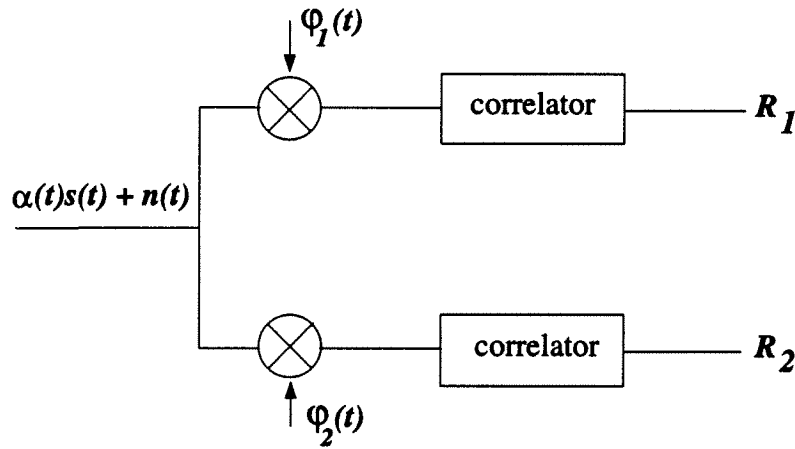 φ₁(t)
correlator
R₁
α(t)s(t) + n(t)
correlator
R₂
φ₂(t)